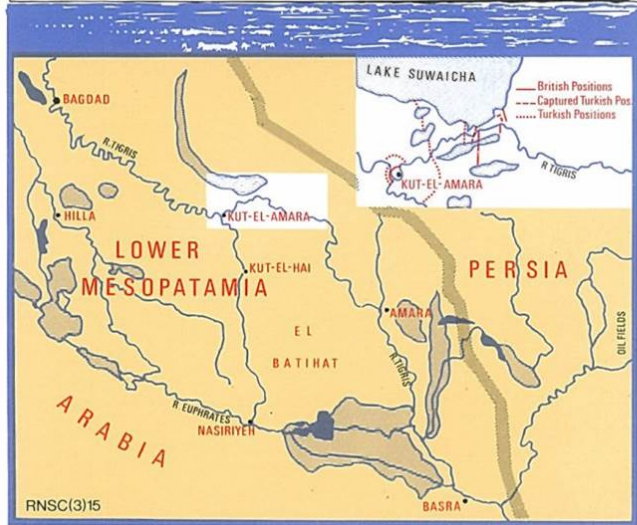 LAKE SUWAICHA
British Positions
Captured Turkish Pos.
Turkish Positions
R.TIGRIS
KUT-EL-AMARA
BAGDAD
R.TIGRIS
HILLA
KUT-EL-AMARA
LOWER
MESOPATAMIA
KUT-EL-HAI
PERSIA
AMARA
EL
BATIHAT
R.TIGRIS
OIL FIELDS
ARABIA
R EUPHRATES
NASIRIYEH
BASRA
RNSC(3)15